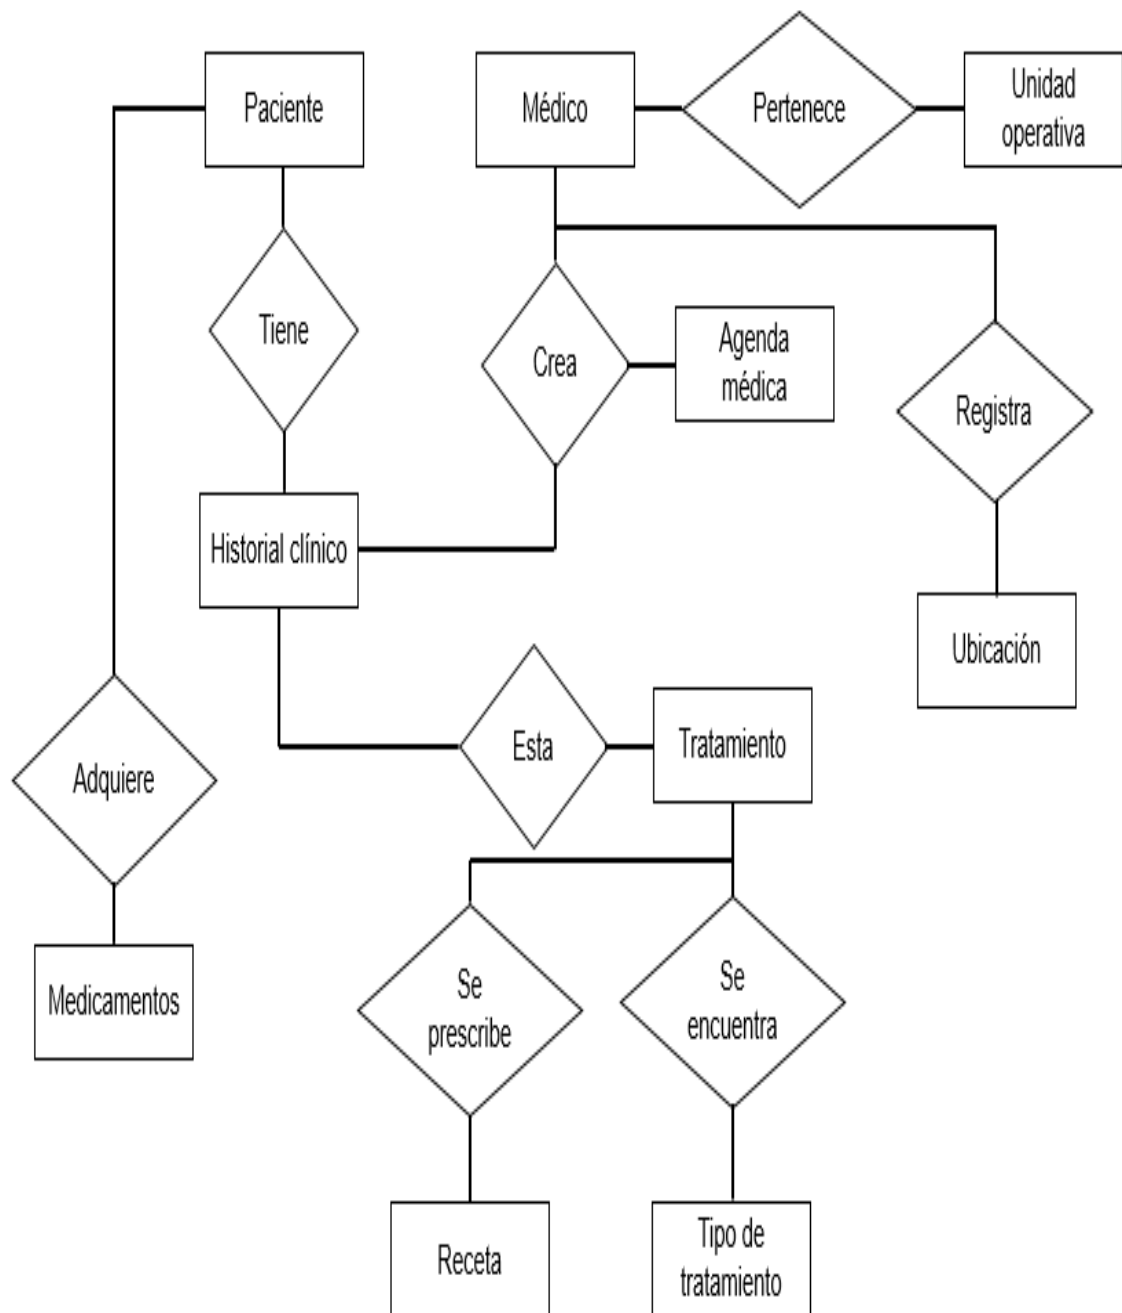 Paciente
Médico
Pertenece
Unidad
operativa
Tiene
Crea
Agenda
médica
Registra
Historial clínico
Ubicación
Esta
Tratamiento
Adquiere
Medicamentos
Se
prescribe
Se
encuentra
Receta
Tipo de
tratamiento